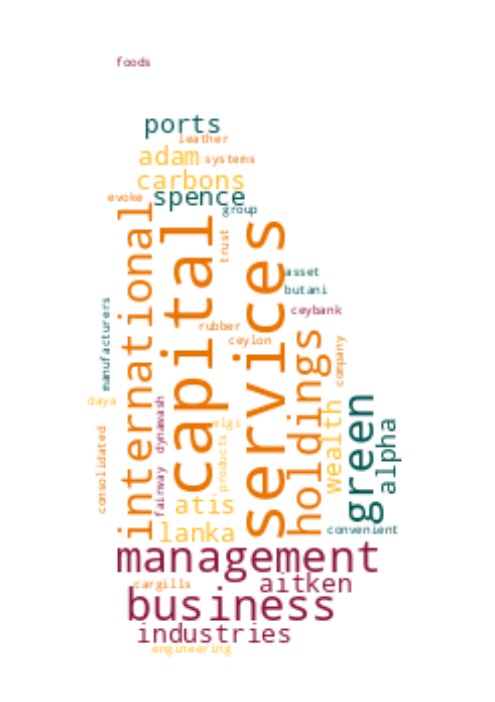 foods
ports
leather
adam
systems
carbons
evoke
spence
group
international
capital
services
trust
asset
butani
ceybank
manufacturers
rubber
ceylon
holdings
company
daya
dynawash
elgi
wealth
green
alpha
consolidated
fairway
products
atis
lanka
convenient
management
cargills
aitken
business
industries
engineering